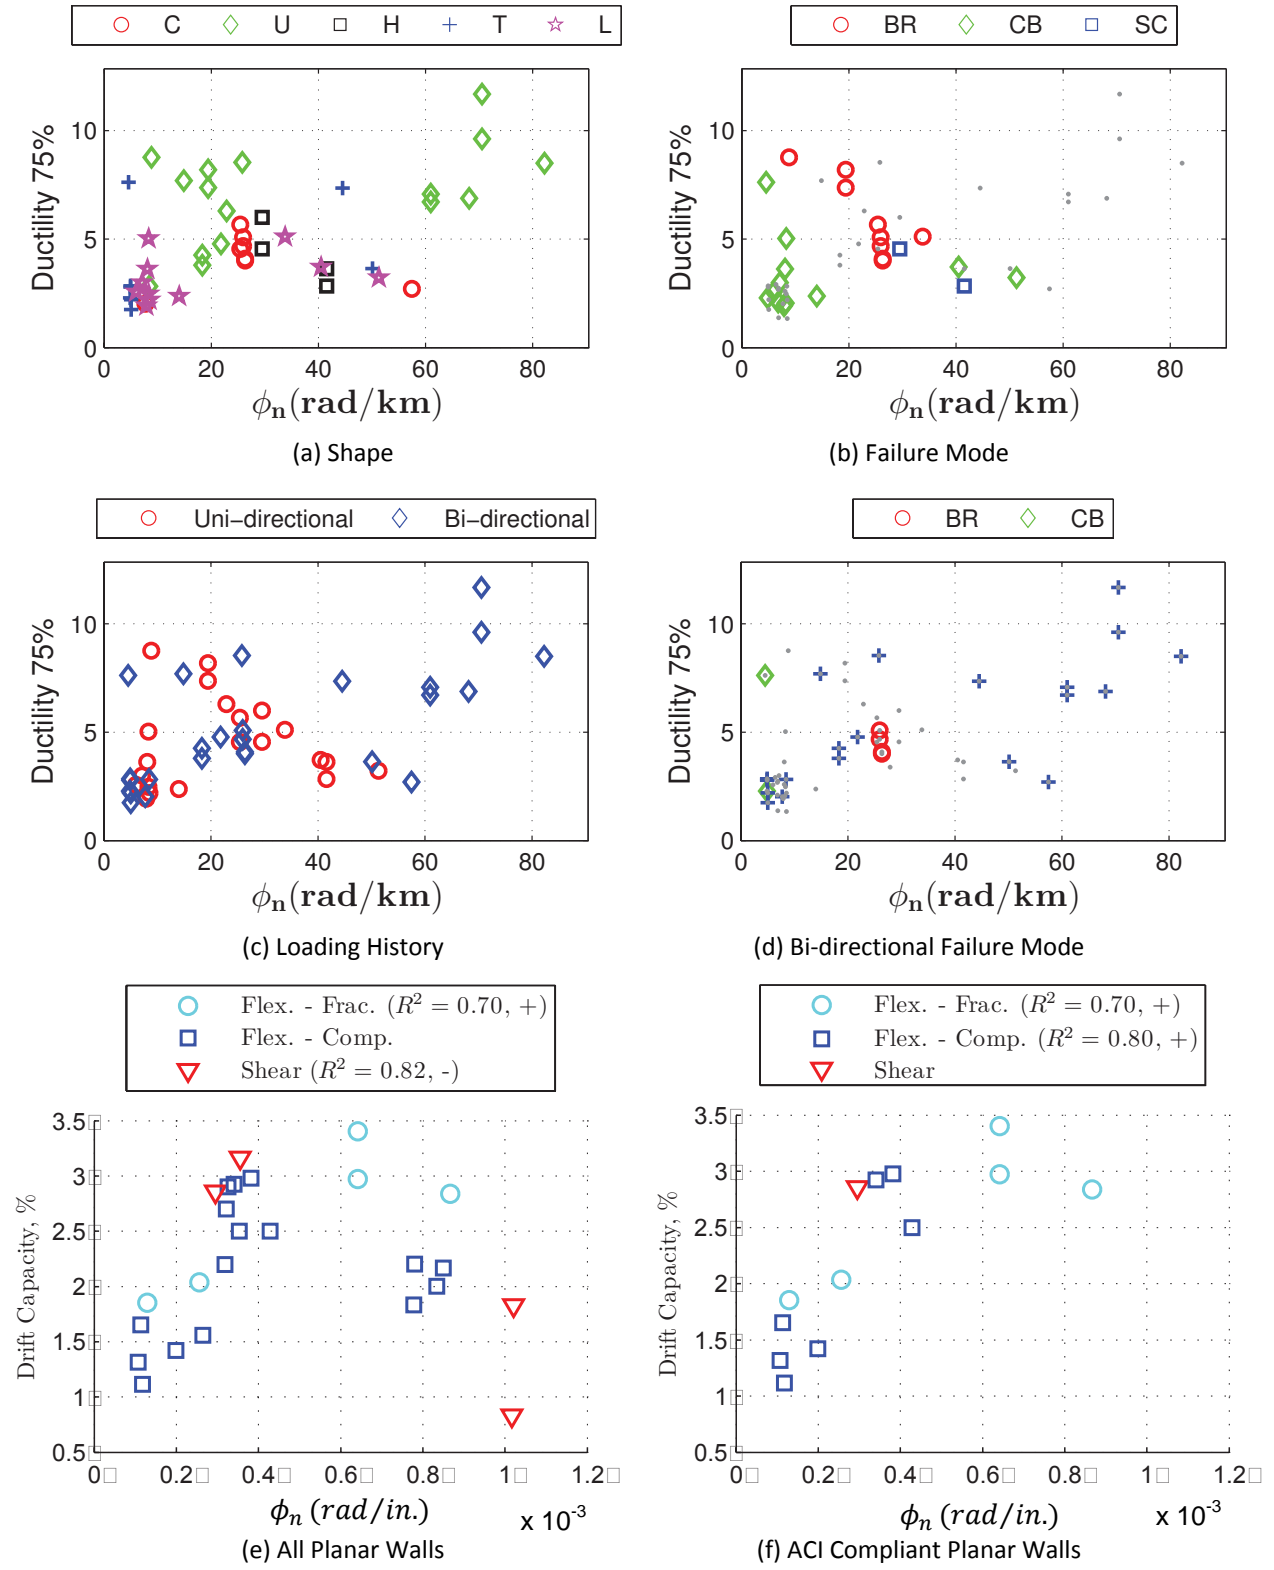 C U H T L
BR CB SC
Ductility 75%
10
5
0
0 20 40 60 80
ϕn(rad/km)
(a) Shape
Ductility 75%
10
5
0
0 20 40 60 80
ϕn(rad/km)
(b) Failure Mode
Uni-directional Bi-directional
BR CB
Ductility 75%
10
5
0
0 20 40 60 80
ϕn(rad/km)
(c) Loading History
Ductility 75%
10
5
0
0 20 40 60 80
ϕn(rad/km)
(d) Bi-directional Failure Mode
Flex. - Frac. (R² = 0.70, +)
Flex. - Comp.
Shear (R² = 0.82, -)
Flex. - Frac. (R² = 0.70, +)
Flex. - Comp. (R² = 0.80, +)
Shear
Drift Capacity, %
3.5
3
2.5
2
1.5
1
0.5
0 0.2 0.4 0.6 0.8 1 1.2
ϕn (rad/in.)
x 10-3
(e) All Planar Walls
Drift Capacity, %
3.5
3
2.5
2
1.5
1
0.5
0 0.2 0.4 0.6 0.8 1 1.2
ϕn (rad/in.)
x 10-3
(f) ACI Compliant Planar Walls